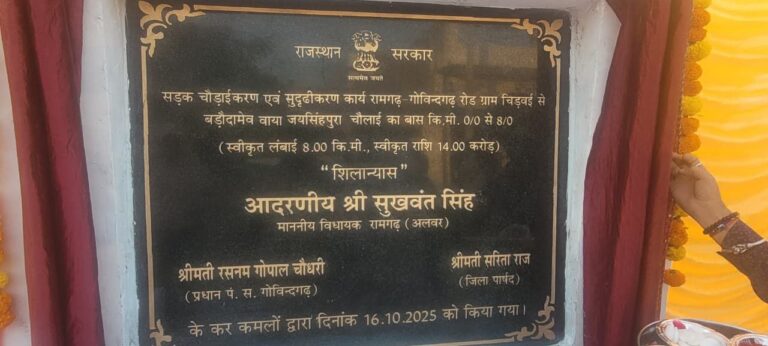 राजस्थान सरकार
सत्यमेव जयते
सड़क चौड़ाईकरण एवं सुदृढीकरण कार्य रामगढ़-गोविन्दगढ़ रोड ग्राम चिड़वई से
बड़ौदामेव वाया जयसिंहपुरा चौलाई का बास कि.मी. 0/0 से 8/0
(स्वीकृत लंबाई 8.00 कि.मी., स्वीकृत राशि 14.00 करोड़)
"शिलान्यास"
आदरणीय श्री सुखवंत सिंह
माननीय विधायक रामगढ़ (अलवर)
श्रीमती रसनम गोपाल चौधरी श्रीमती सरिता राज
(प्रधान पं. स. गोविन्दगढ़) (जिला पार्षद)
के कर कमलों द्वारा दिनांक 16.10.2025 को किया गया।